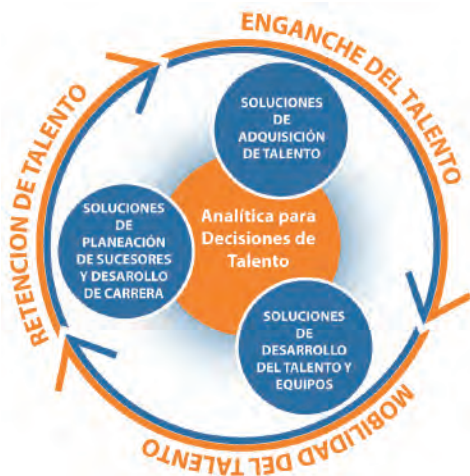 ENGANCHE DEL TALENTO
SOLUCIONES
DE
ADQUISICIÓN
DE TALENTO
RETENCION DE TALENTO
SOLUCIONES
DE
PLANEACIÓN
DE SUCESORES
Y DESAROLLO
DE CARRERA
Analítica para
Decisiones de
Talento
SOLUCIONES
DE
DESARROLLO
DEL TALENTO Y
EQUIPOS
MOBILIDAD DEL TALENTO